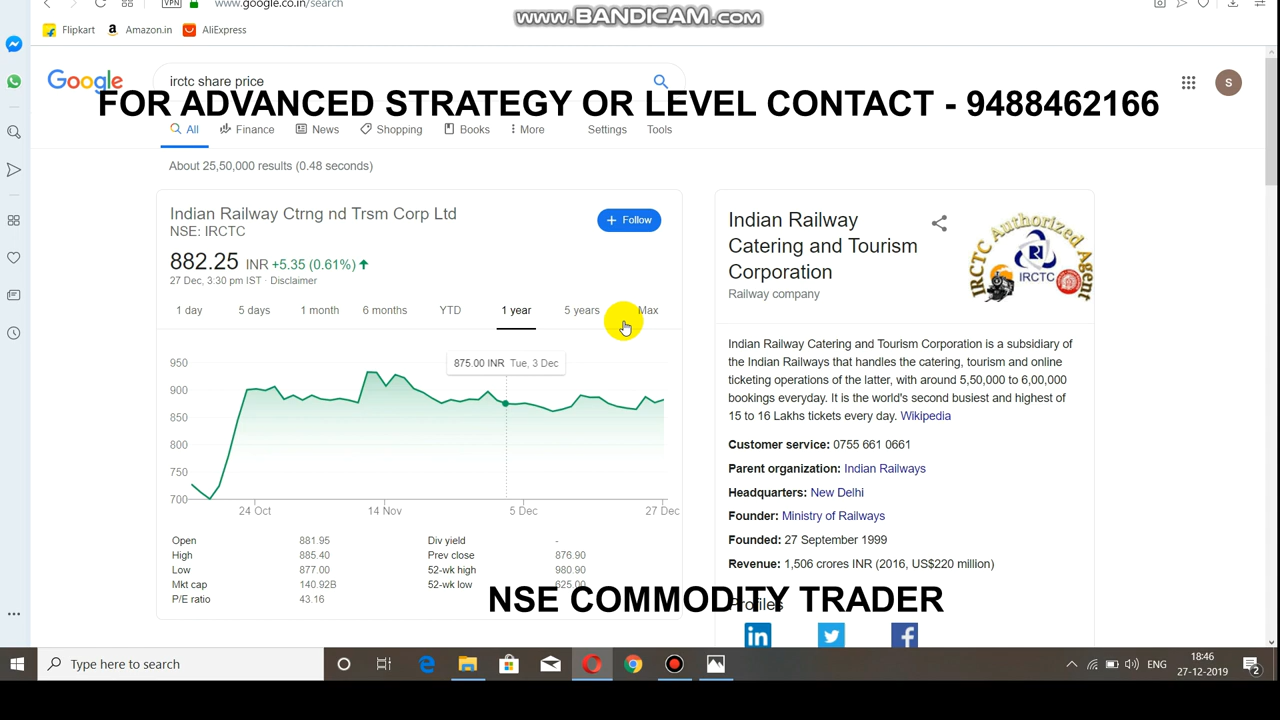 www.BANDICAM.com
VPN
www.google.co.in/search
Flipkart
Amazon.in
AliExpress
Google
irctc share price
S
FOR ADVANCED STRATEGY OR LEVEL CONTACT - 9488462166
All
Finance
News
Shopping
Books
More
Settings
Tools
About 25,50,000 results (0.48 seconds)
Indian Railway Ctrng nd Trsm Corp Ltd
NSE: IRCTC
Follow
882.25 INR +5.35 (0.61%)
27 Dec, 3:30 pm IST · Disclaimer
1 day
5 days
1 month
6 months
YTD
1 year
5 years
Max
875.00 INR Tue, 3 Dec
950
900
850
800
750
700
24 Oct
14 Nov
5 Dec
27 Dec
Open 881.95
High 885.40
Low 877.00
Mkt cap 140.92B
P/E ratio 43.16
Div yield -
Prev close 876.90
52-wk high 980.90
52-wk low 625.00
Indian Railway
Catering and Tourism
Corporation
Railway company
IRCTC Authorized Agent
IRCTC
Indian Railway Catering and Tourism Corporation is a subsidiary of
the Indian Railways that handles the catering, tourism and online
ticketing operations of the latter, with around 5,50,000 to 6,00,000
bookings everyday. It is the world's second busiest and highest of
15 to 16 Lakhs tickets every day. Wikipedia
Customer service: 0755 661 0661
Parent organization: Indian Railways
Headquarters: New Delhi
Founder: Ministry of Railways
Founded: 27 September 1999
Revenue: 1,506 crores INR (2016, US$220 million)
Profiles
NSE COMMODITY TRADER
Type here to search
ENG
18:46
27-12-2019
2